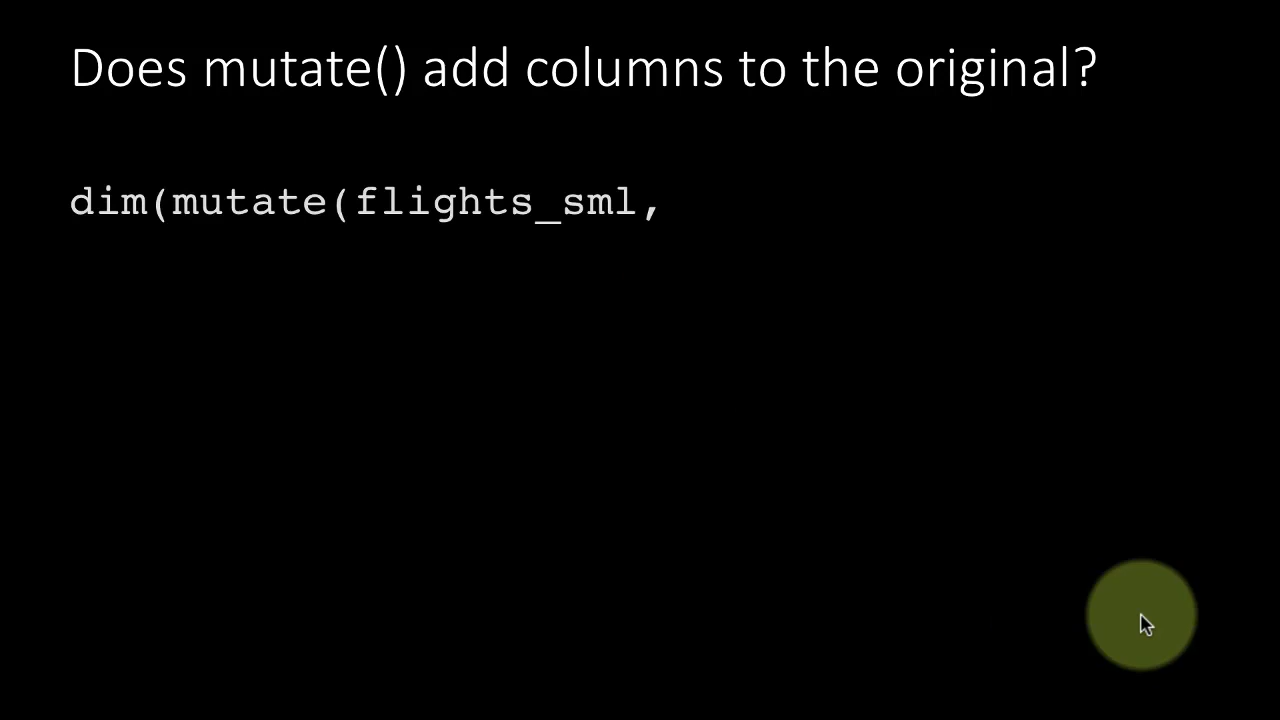 Does mutate() add columns to the original?
dim(mutate(flights_sml,